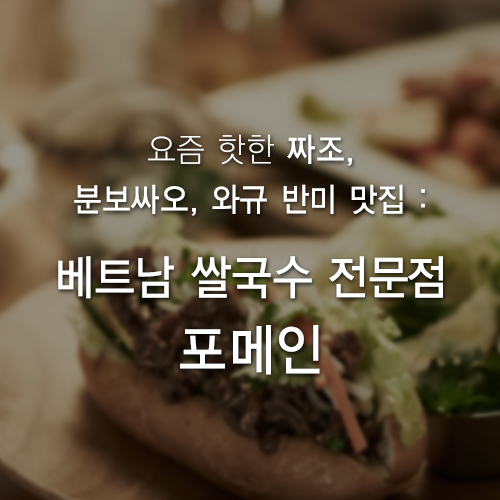 요즘 핫한 짜조,
분보싸오, 와규 반미 맛집 :
베트남 쌀국수 전문점
포메인